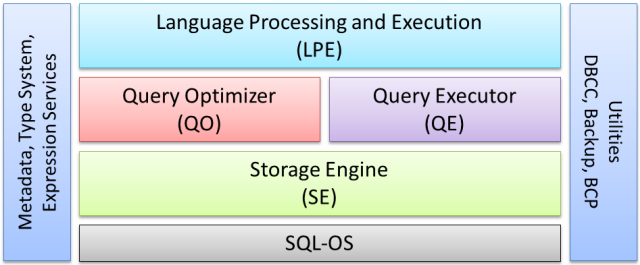 Metadata, Type System,
Expression Services
Language Processing and Execution
(LPE)
Query Optimizer
(QO)
Query Executor
(QE)
Storage Engine
(SE)
SQL-OS
Utilities
DBCC, Backup, BCP